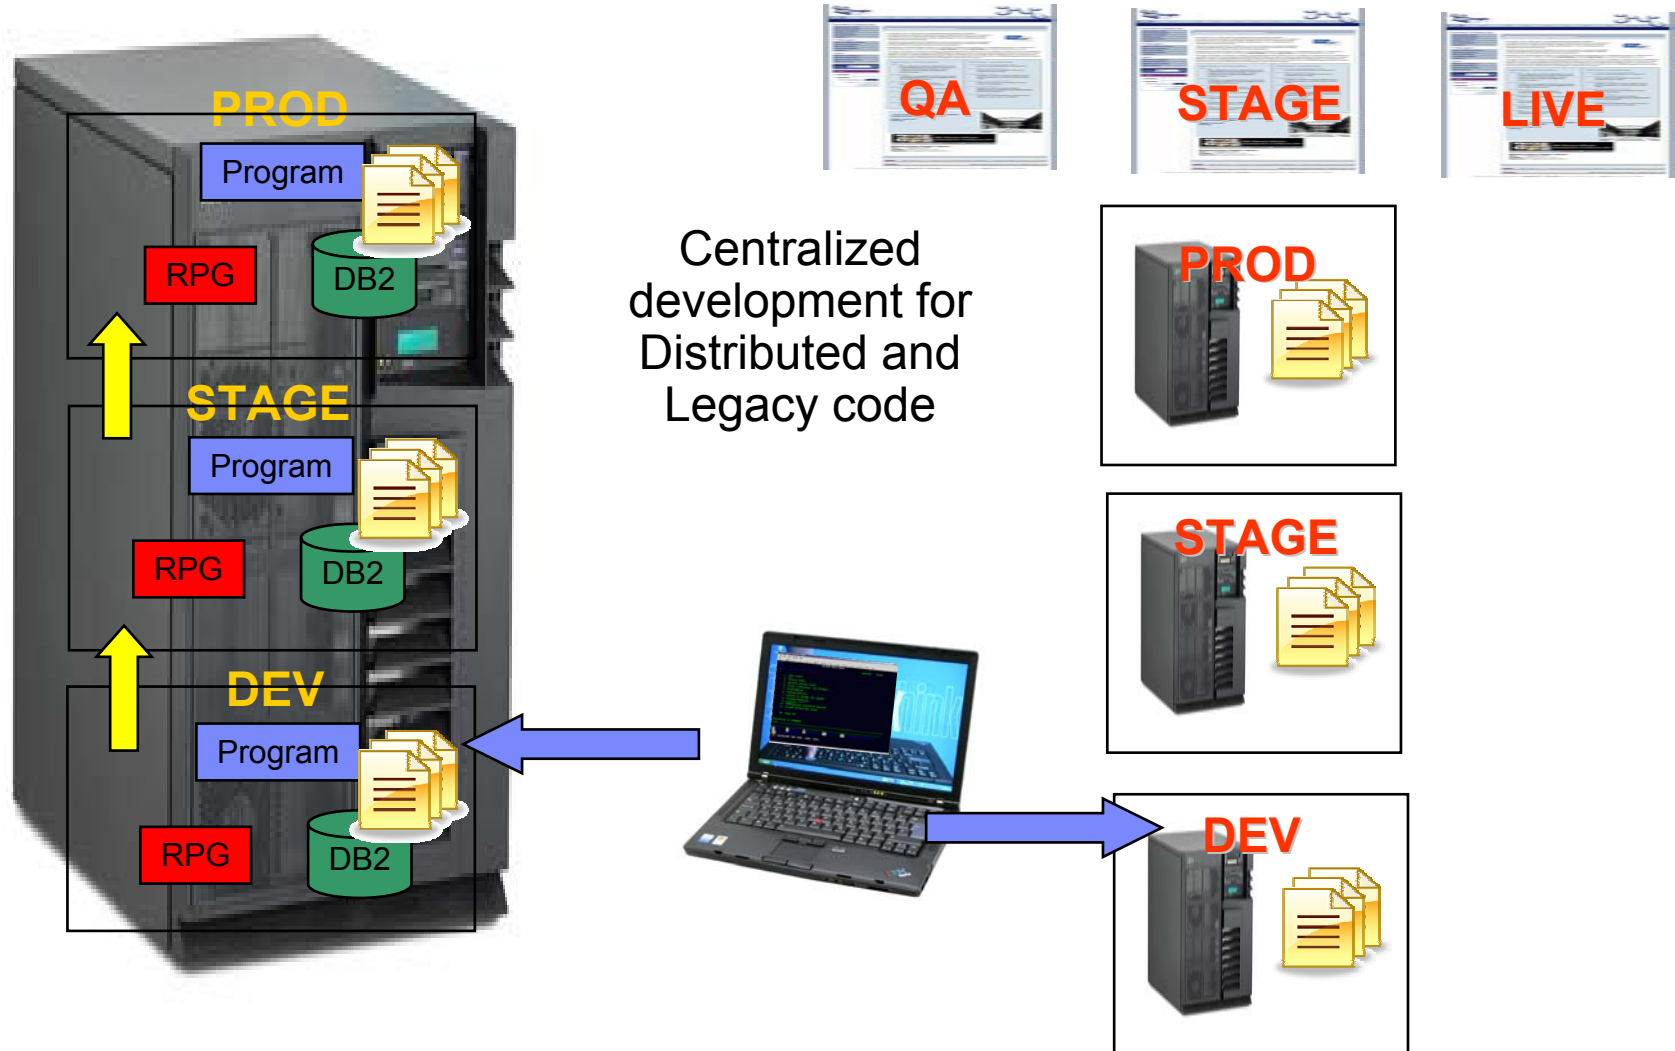 PROD
Program
RPG
DB2
STAGE
Program
RPG
DB2
DEV
Program
RPG
DB2
QA
STAGE
LIVE
Centralized
development for
Distributed and
Legacy code
PROD
STAGE
DEV